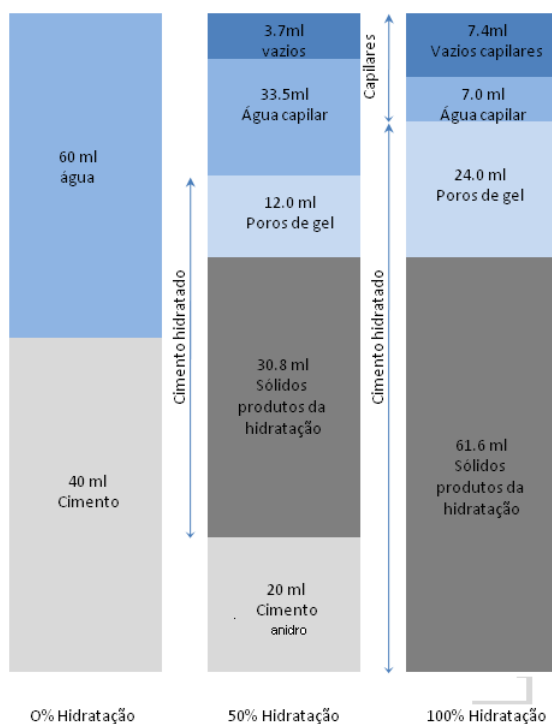 60 ml
água
40 ml
Cimento
0% Hidratação
Cimento hidratado
3.7ml
vazios
33.5ml
Água capilar
12.0 ml
Poros de gel
30.8 ml
Sólidos
produtos da
hidratação
20 ml
Cimento
anidro
50% Hidratação
Capilares
Cimento hidratado
7.4ml
Vazios capilares
7.0 ml
Água capilar
24.0 ml
Poros de gel
61.6 ml
Sólidos
produtos da
hidratação
100% Hidratação